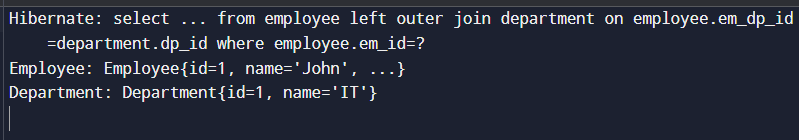 Hibernate: select ... from employee left outer join department on employee.em_dp_id
=department.dp_id where employee.em_id=?
Employee: Employee{id=1, name='John', ...}
Department: Department{id=1, name='IT'}